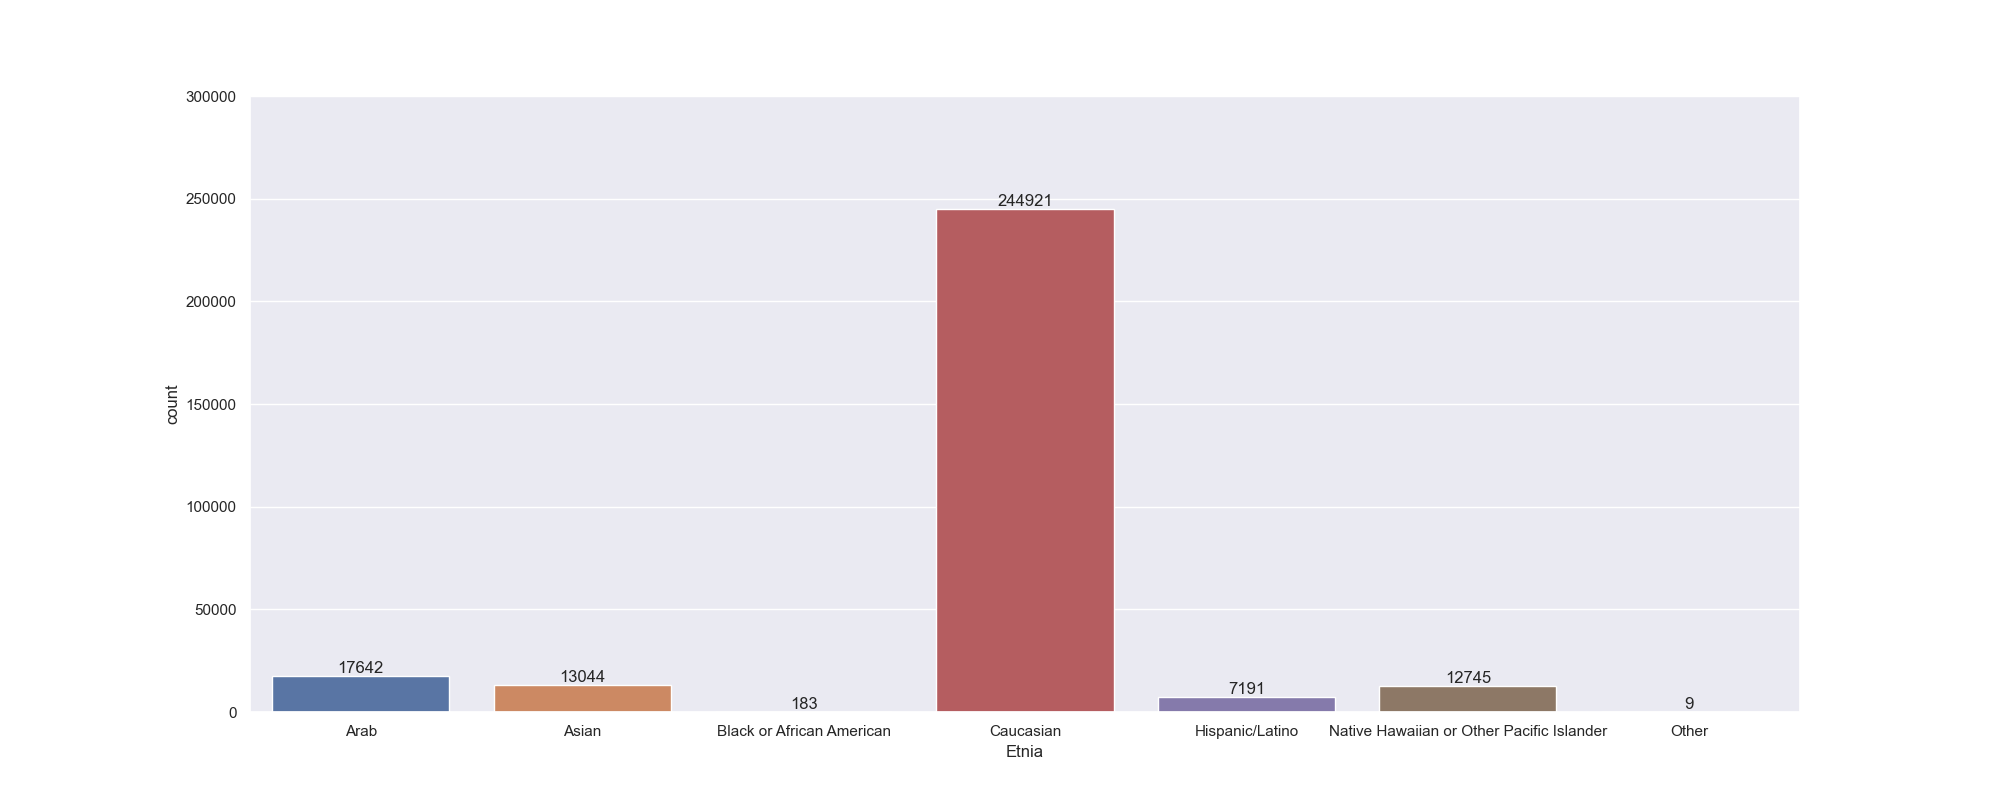 300000
250000
200000
150000
100000
50000
0
count
17642
13044
183
244921
7191
12745
9
Arab
Asian
Black or African American
Caucasian
Hispanic/Latino
Native Hawaiian or Other Pacific Islander
Other
Etnia